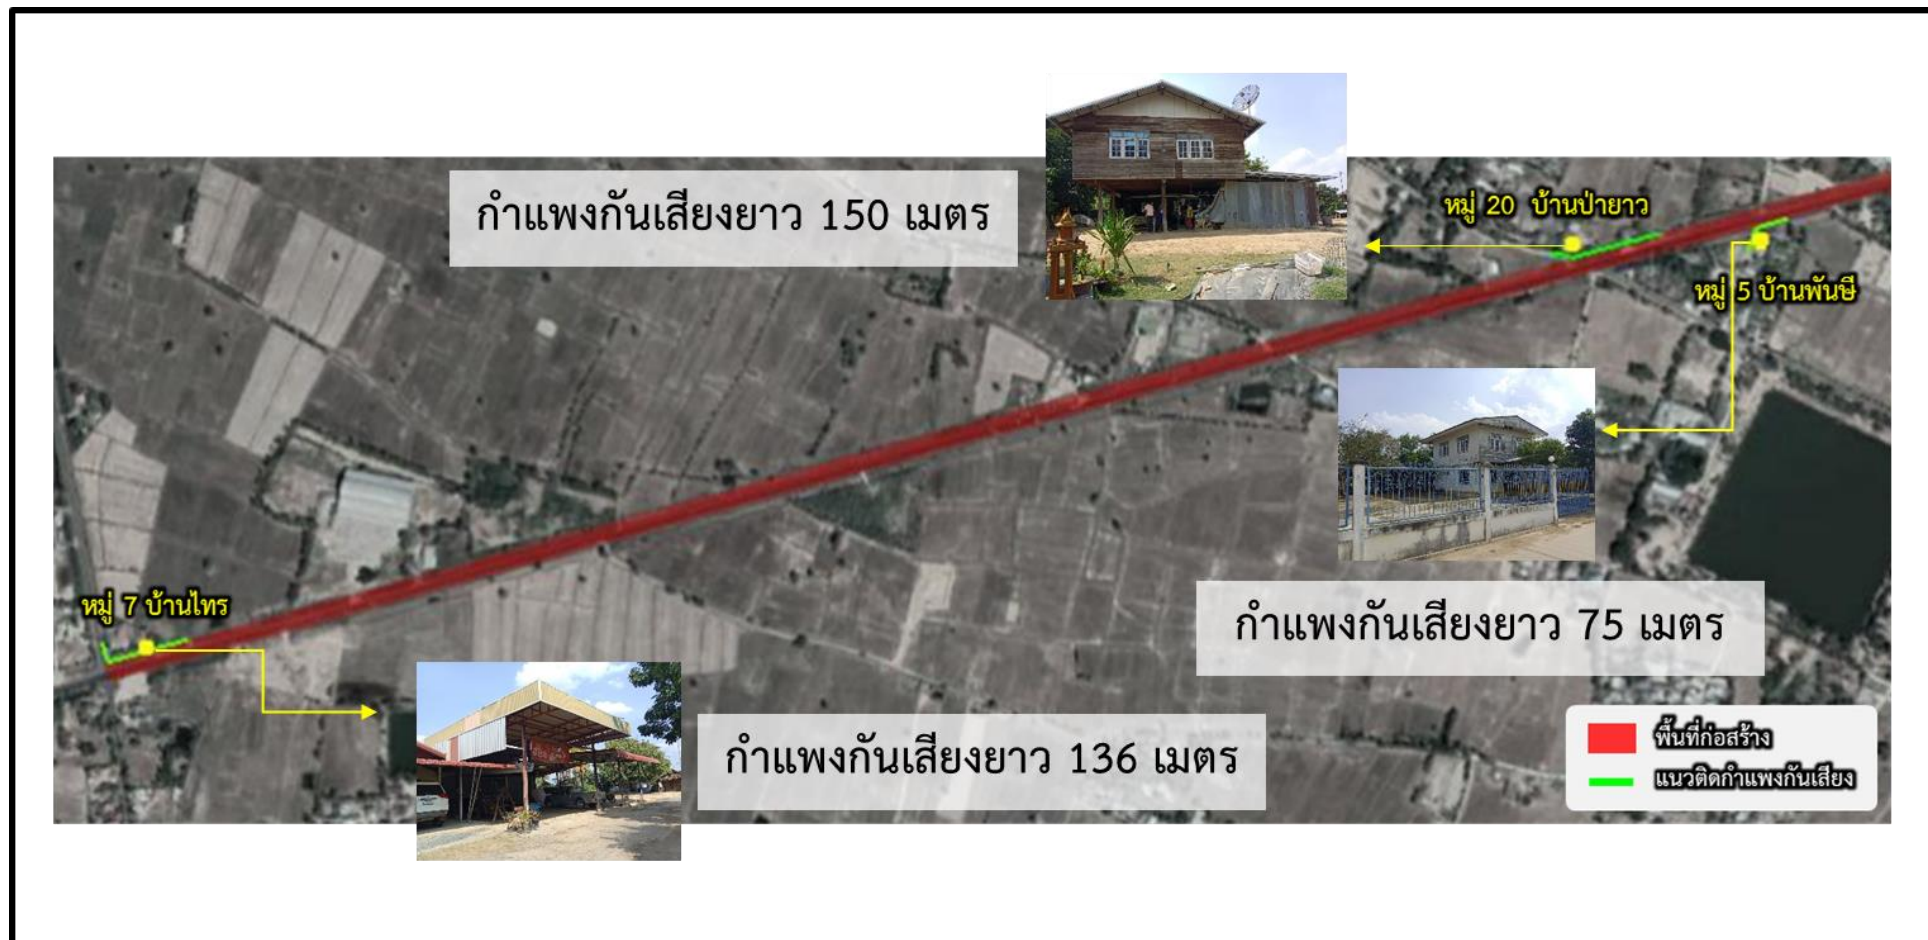 กำแพงกันเสียงยาว 150 เมตร
หมู่ 20 บ้านป่ายาว
หมู่ 5 บ้านพันษี
หมู่ 7 บ้านไทร
กำแพงกันเสียงยาว 75 เมตร
กำแพงกันเสียงยาว 136 เมตร
พื้นที่ก่อสร้าง
แนวติดกำแพงกันเสียง